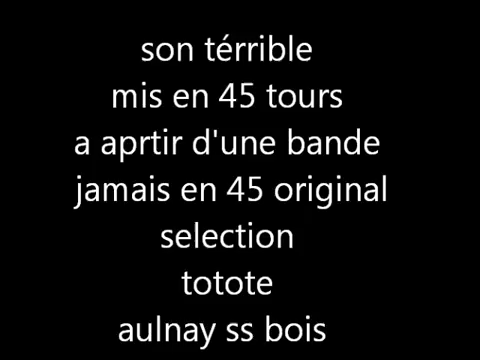 son térrible
mis en 45 tours
a aprtir d'une bande
jamais en 45 original
selection
totote
aulnay ss bois